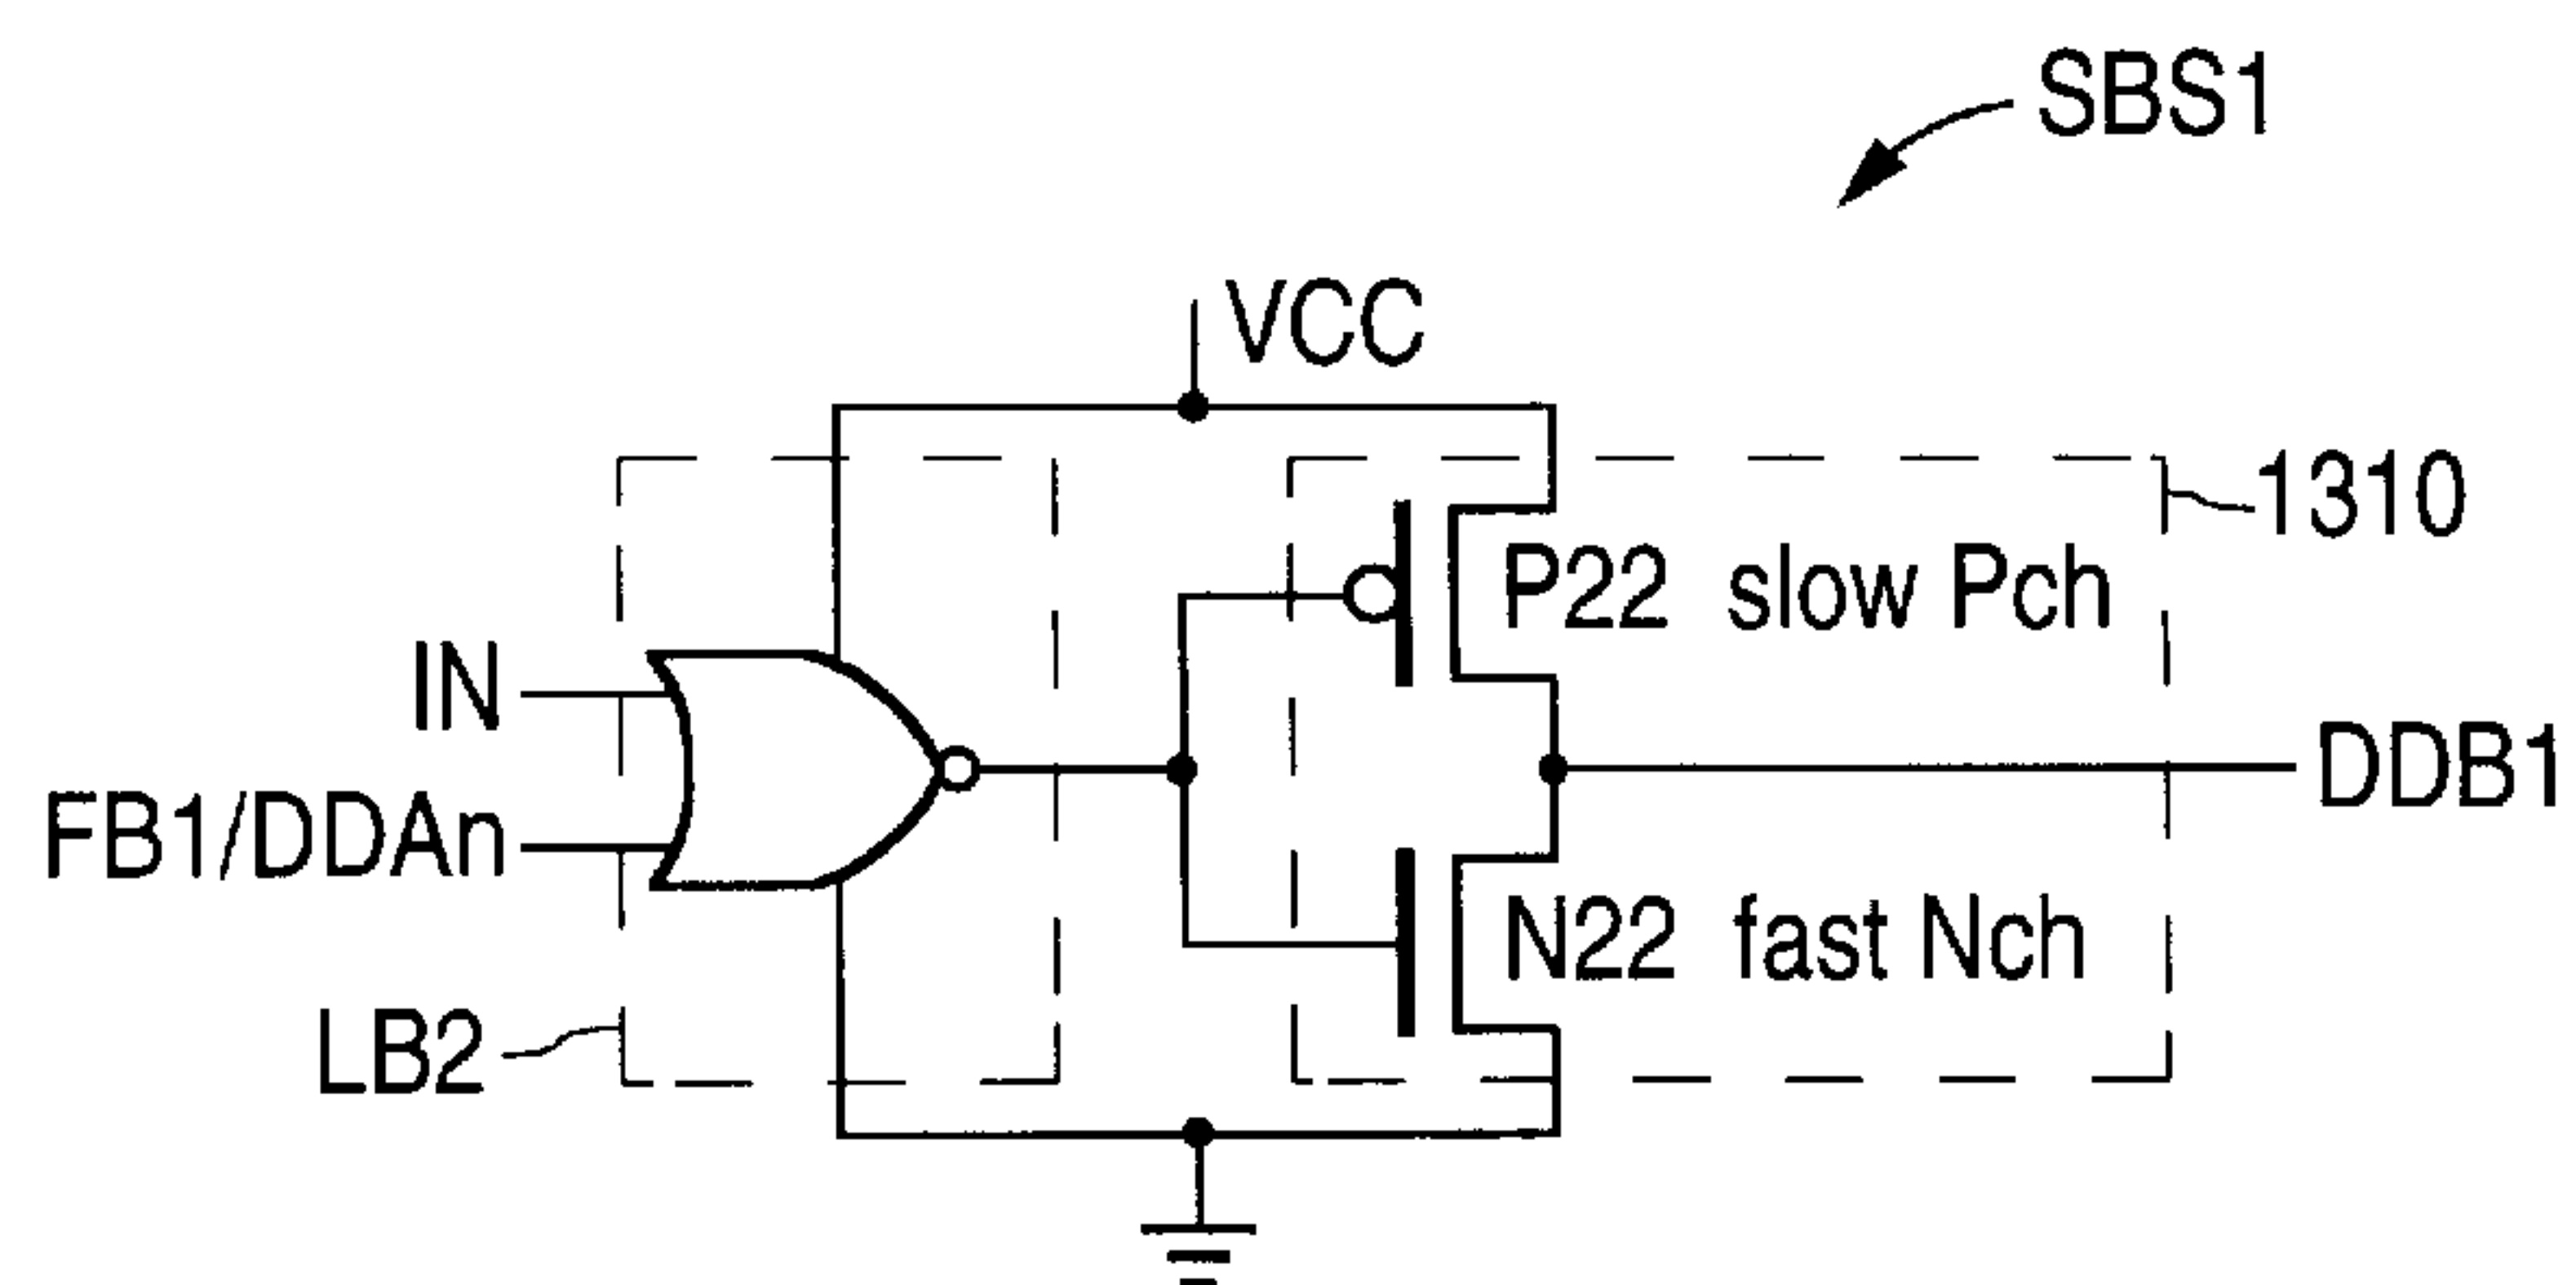 SBS1
VCC
1310
P22 slow Pch
IN
DDB1
FB1/DDAn
N22 fast Nch
LB2